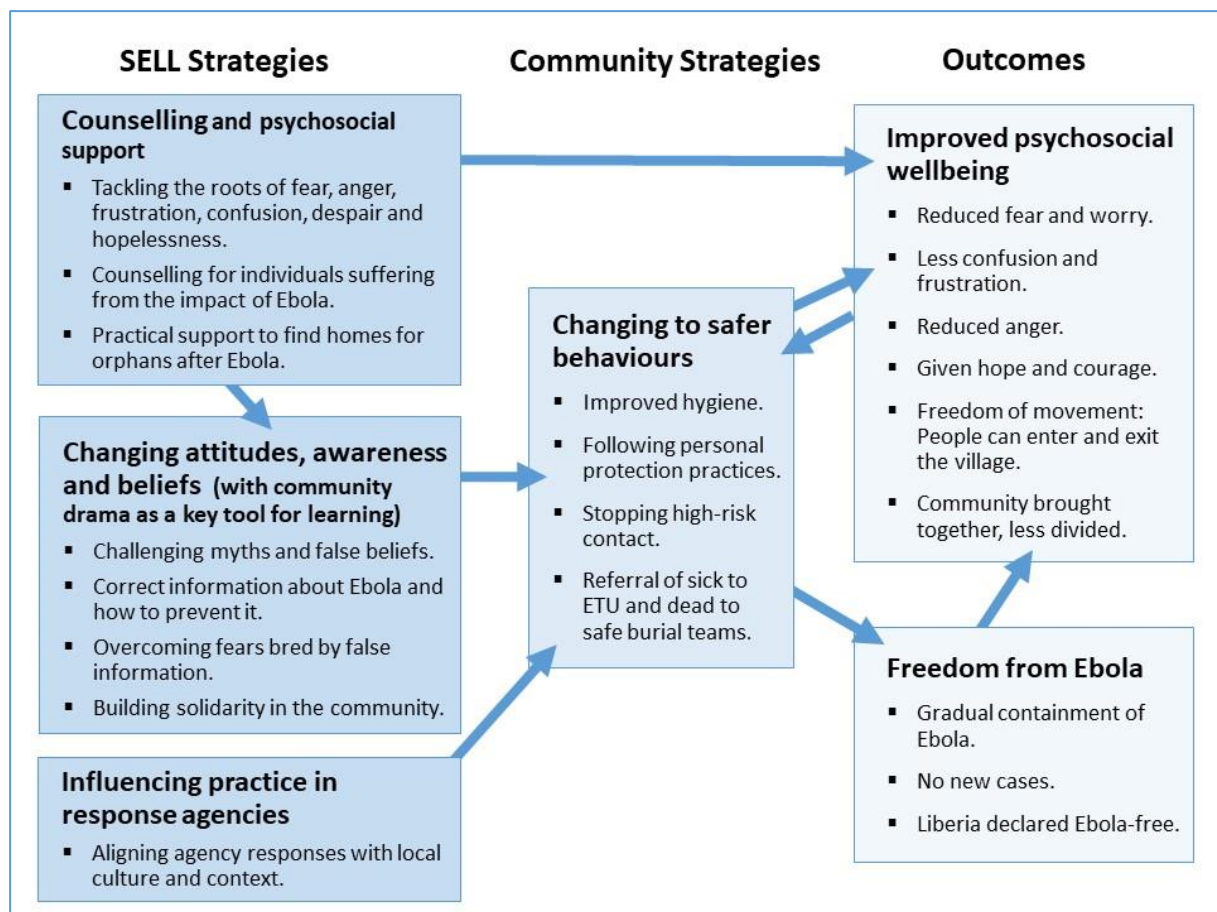 SELL Strategies
Community Strategies
Outcomes
Counselling and psychosocial
support
▪ Tackling the roots of fear, anger,
frustration, confusion, despair and
hopelessness.
▪ Counselling for individuals suffering
from the impact of Ebola.
▪ Practical support to find homes for
orphans after Ebola.
Changing attitudes, awareness
and beliefs (with community
drama as a key tool for learning)
▪ Challenging myths and false beliefs.
▪ Correct information about Ebola and
how to prevent it.
▪ Overcoming fears bred by false
information.
▪ Building solidarity in the community.
Influencing practice in
response agencies
▪ Aligning agency responses with local
culture and context.
Changing to safer
behaviours
▪ Improved hygiene.
▪ Following personal
protection practices.
▪ Stopping high-risk
contact.
▪ Referral of sick to
ETU and dead to
safe burial teams.
Improved psychosocial
wellbeing
▪ Reduced fear and worry.
▪ Less confusion and
frustration.
▪ Reduced anger.
▪ Given hope and courage.
▪ Freedom of movement:
People can enter and exit
the village.
▪ Community brought
together, less divided.
Freedom from Ebola
▪ Gradual containment of
Ebola.
▪ No new cases.
▪ Liberia declared Ebola-free.